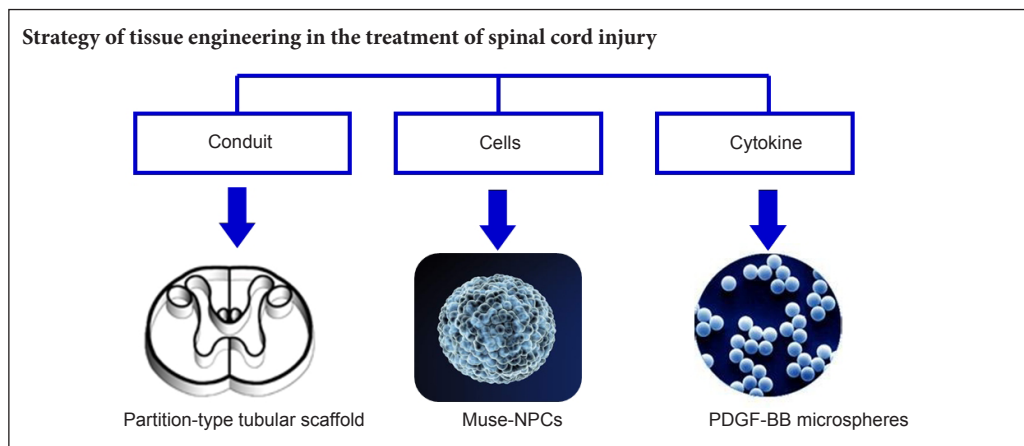 Strategy of tissue engineering in the treatment of spinal cord injury
Conduit
Cells
Cytokine
Partition-type tubular scaffold
Muse-NPCs
PDGF-BB microspheres